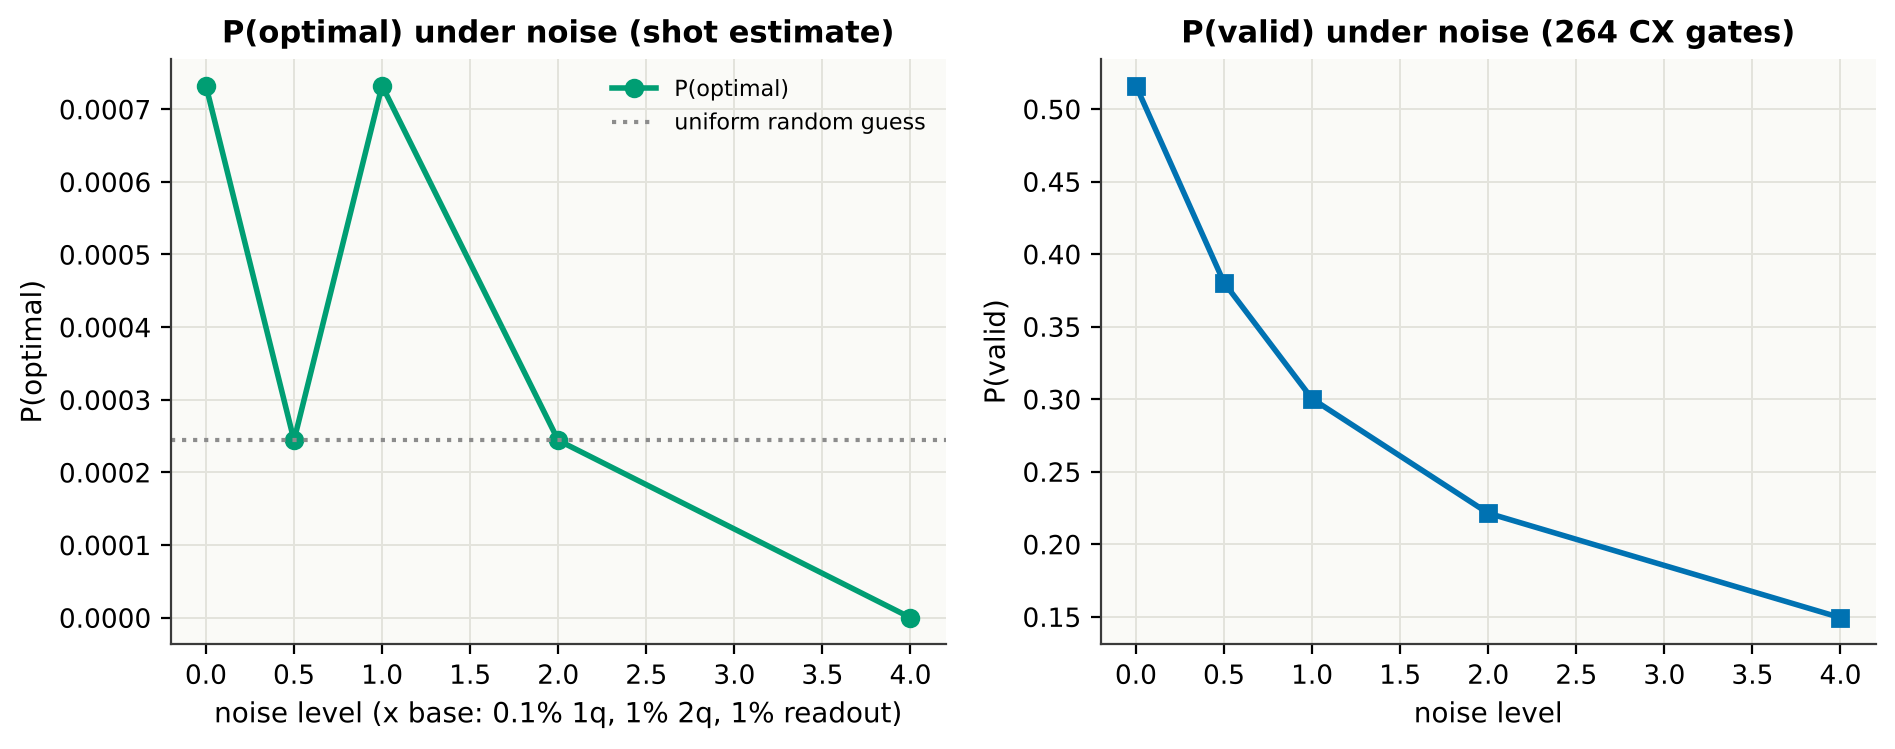 P(optimal) under noise (shot estimate)
P(optimal)
uniform random guess
0.0007
0.0006
0.0005
0.0004
0.0003
0.0002
0.0001
0.0000
P(optimal)
0.0 0.5 1.0 1.5 2.0 2.5 3.0 3.5 4.0
noise level (x base: 0.1% 1q, 1% 2q, 1% readout)
P(valid) under noise (264 CX gates)
0.50
0.45
0.40
0.35
0.30
0.25
0.20
0.15
P(valid)
0.0 0.5 1.0 1.5 2.0 2.5 3.0 3.5 4.0
noise level